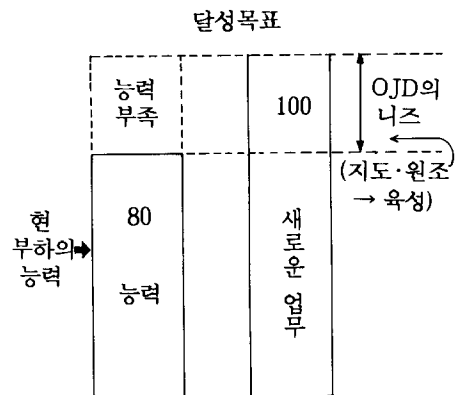 달성목표
능력
부족
100
OJD의
니즈
(지도·원조
→ 육성)
현
부하의
능력
80
능력
새로운 업무